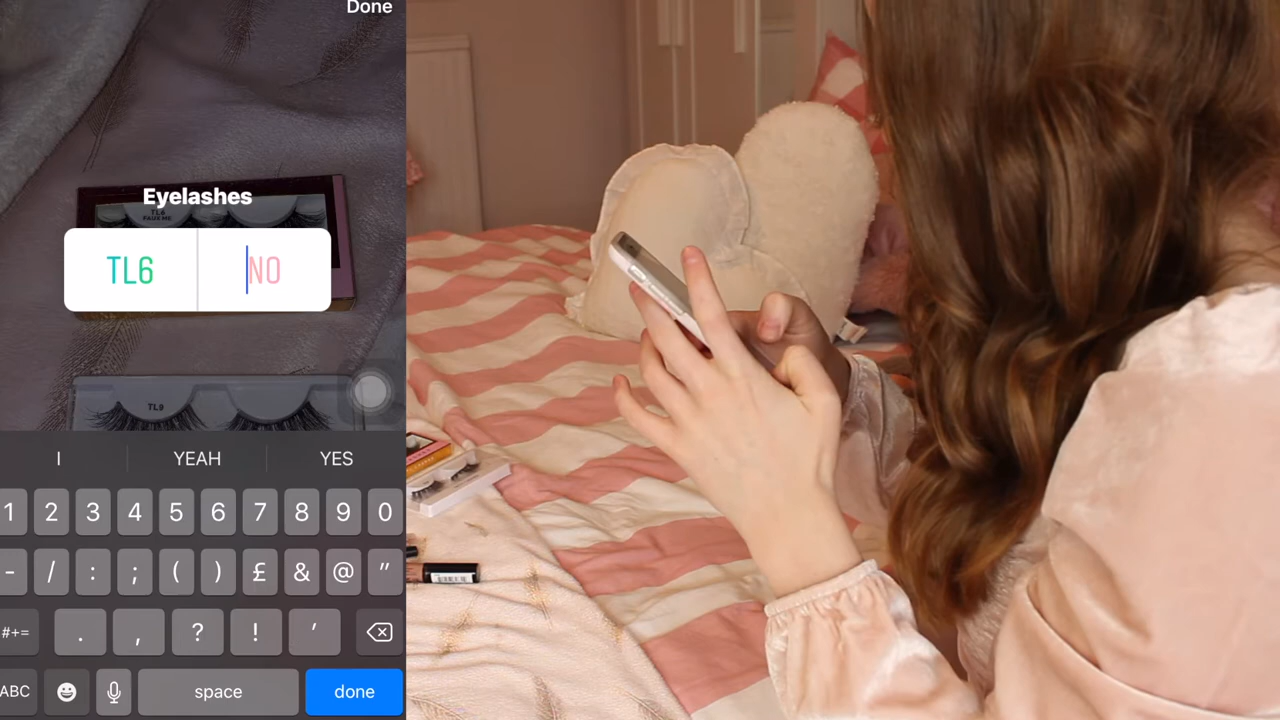 Done
Eyelashes
TL6
FAUX ME
TL6 NO
TL9
I YEAH YES
1 2 3 4 5 6 7 8 9 0
- / : ; ( ) £ & @ "
#+= . , ? ! '
ABC space done